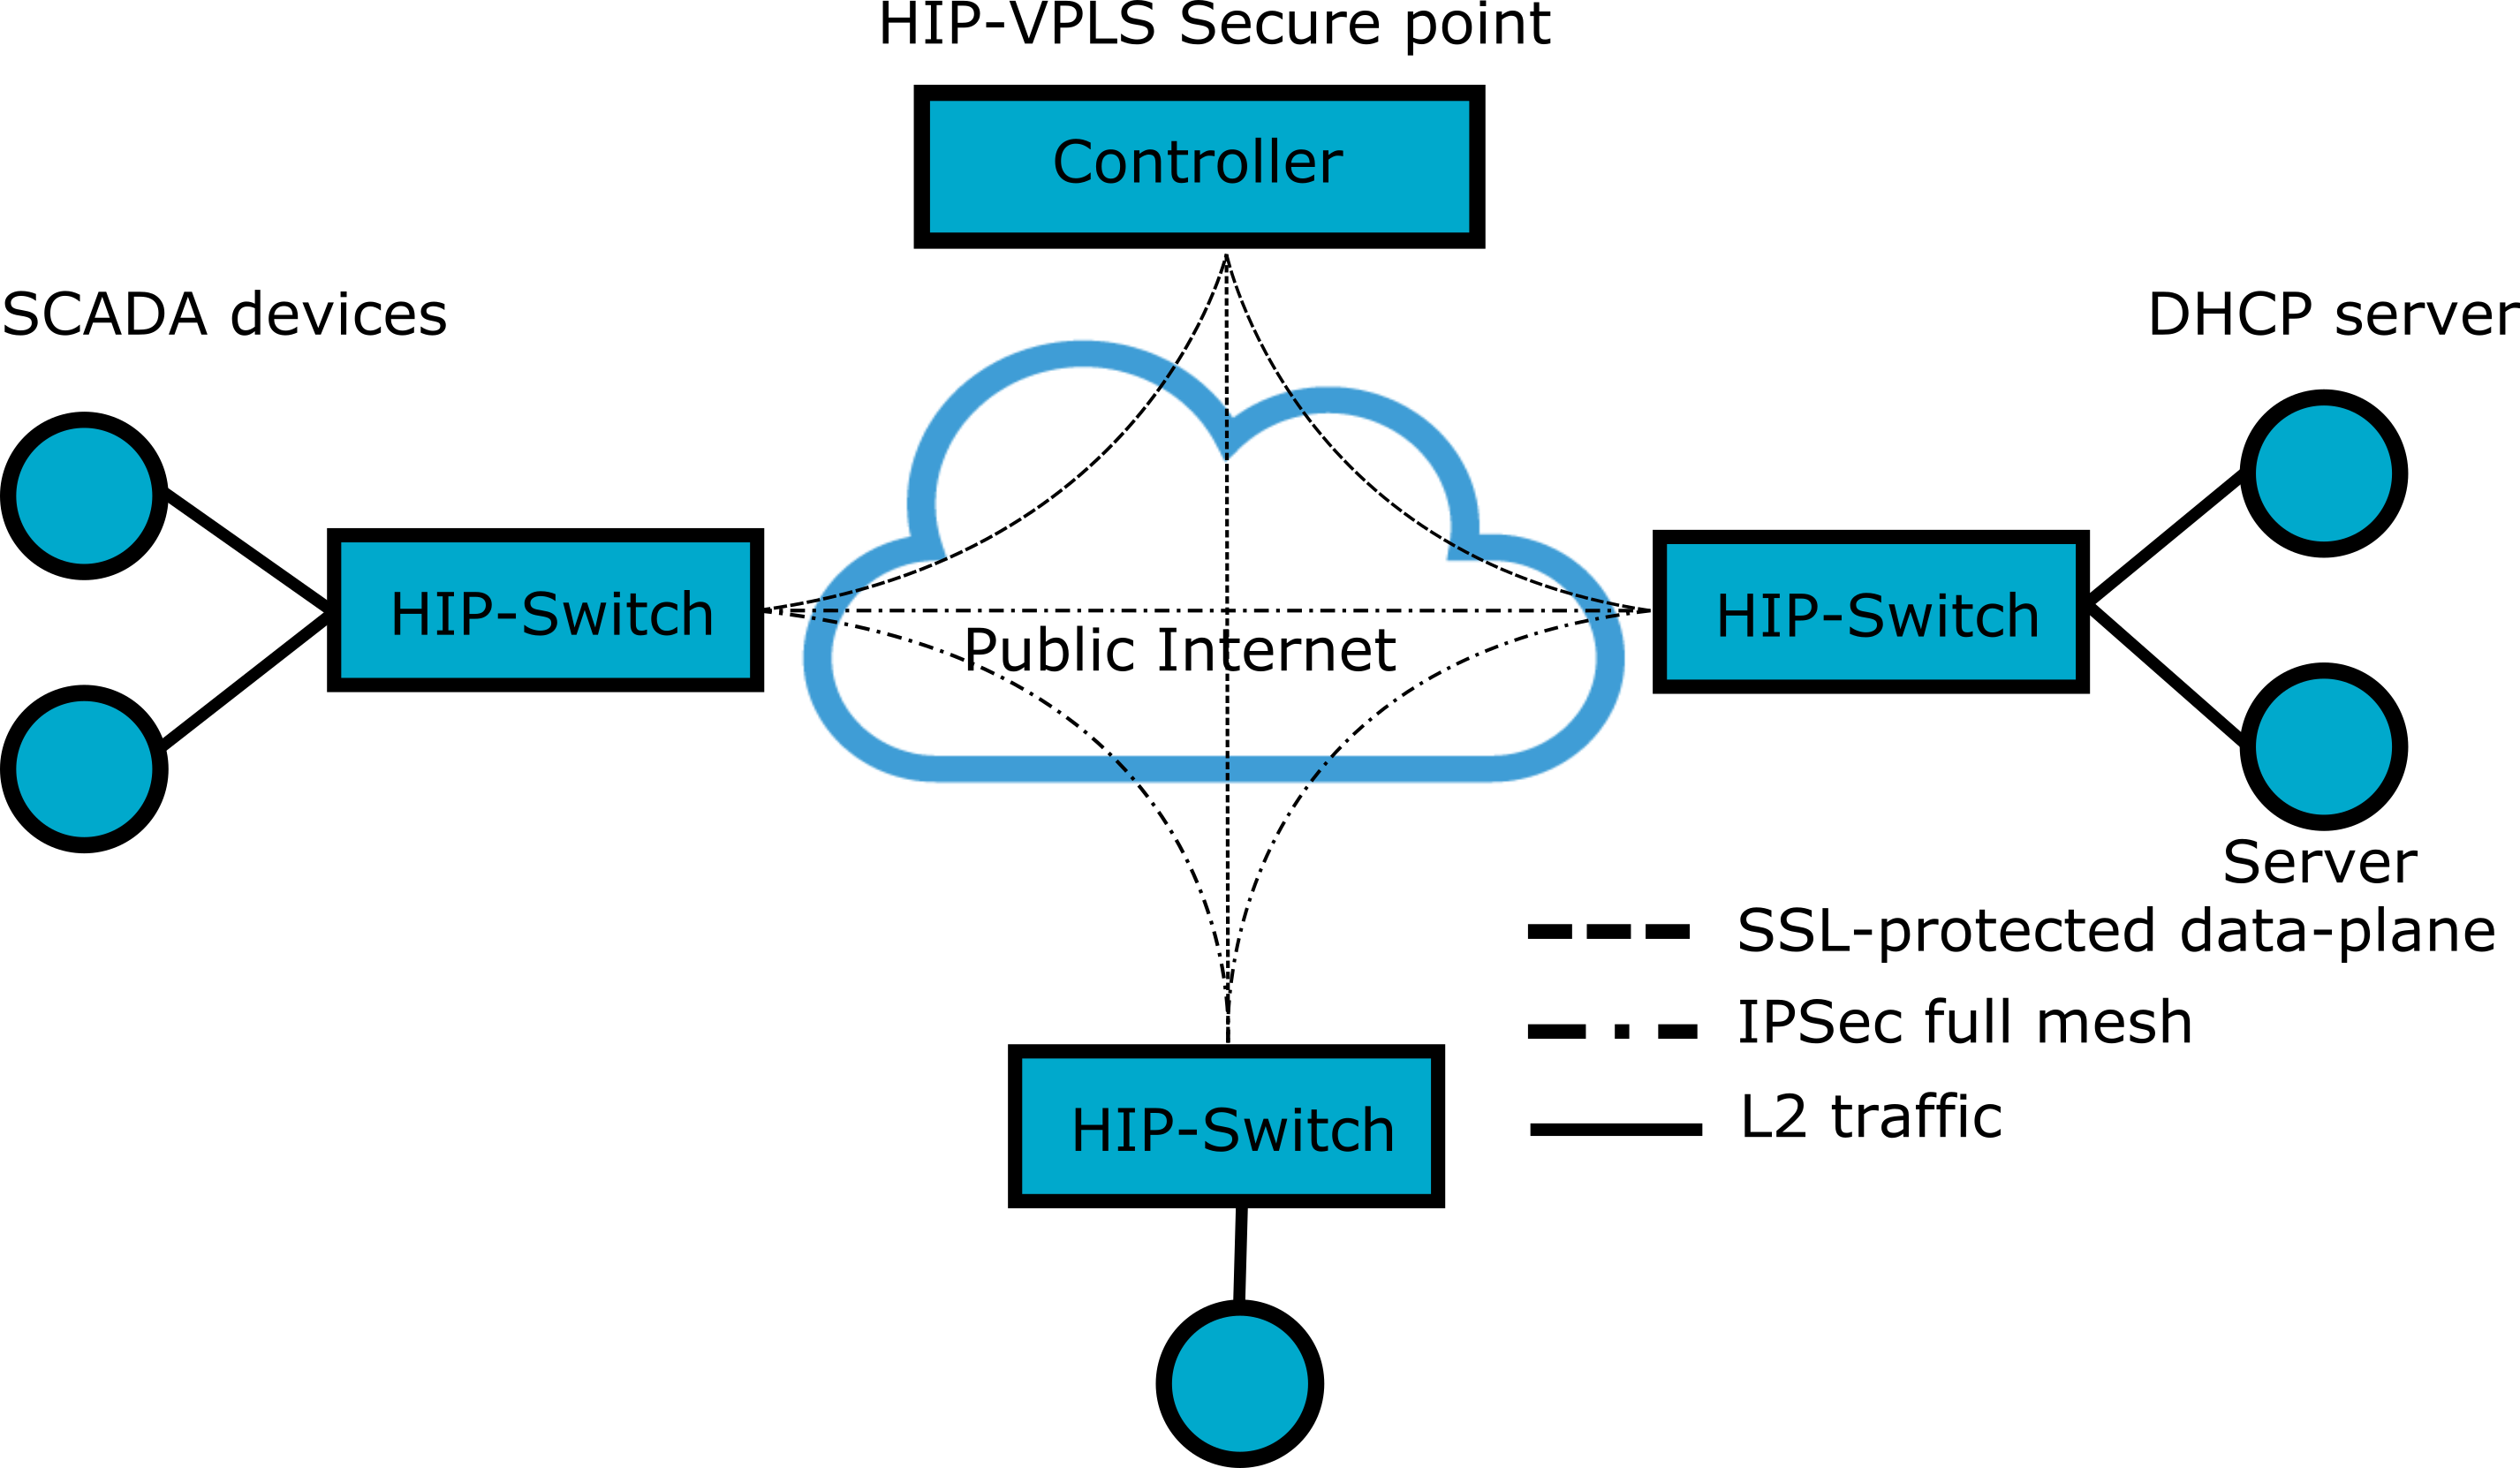 HIP-VPLS Secure point
Controller
SCADA devices
DHCP server
HIP-Switch
HIP-Switch
Public Internet
Server
SSL-protected data-plane
IPSec full mesh
L2 traffic
HIP-Switch